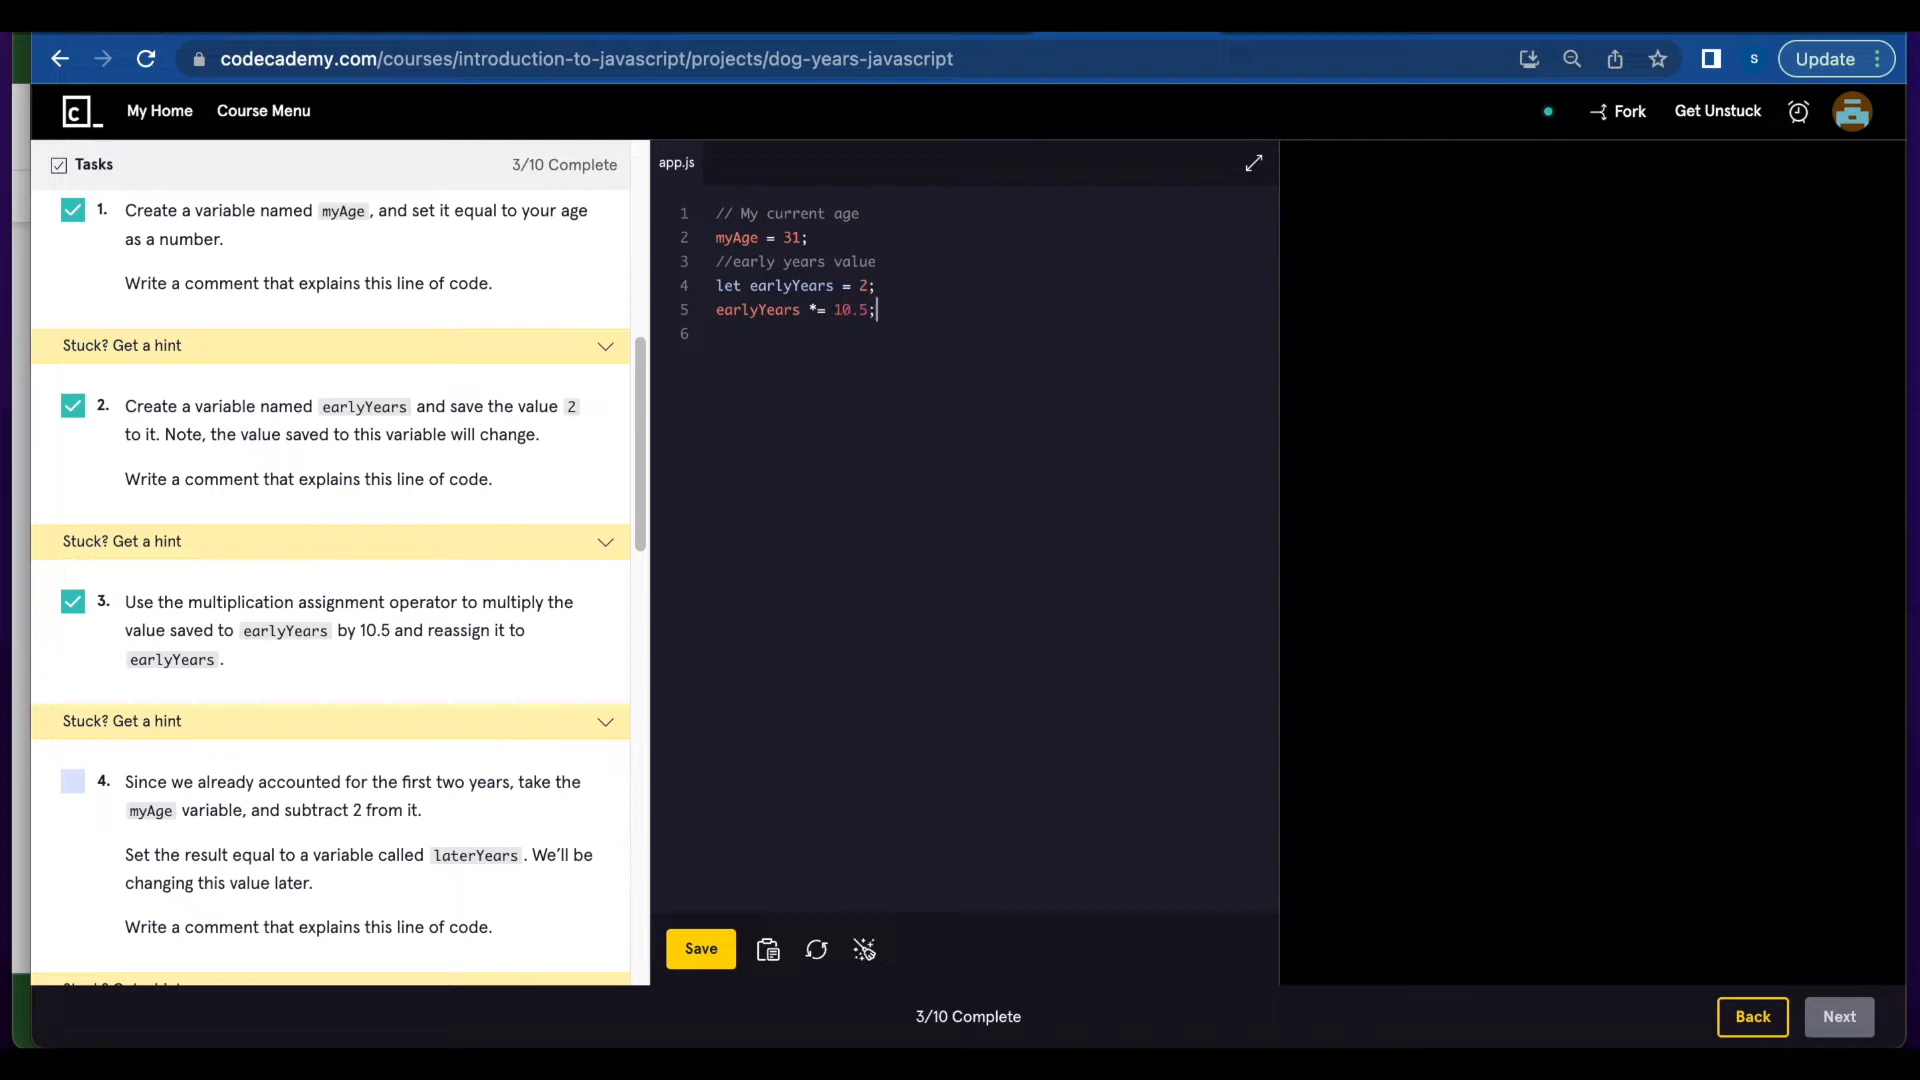 codecademy.com/courses/introduction-to-javascript/projects/dog-years-javascript
s
Update
c_
My Home
Course Menu
Fork
Get Unstuck
Tasks
3/10 Complete
1. Create a variable named myAge, and set it equal to your age
as a number.
Write a comment that explains this line of code.
Stuck? Get a hint
2. Create a variable named earlyYears and save the value 2
to it. Note, the value saved to this variable will change.
Write a comment that explains this line of code.
Stuck? Get a hint
3. Use the multiplication assignment operator to multiply the
value saved to earlyYears by 10.5 and reassign it to
earlyYears.
Stuck? Get a hint
4. Since we already accounted for the first two years, take the
myAge variable, and subtract 2 from it.
Set the result equal to a variable called laterYears. We'll be
changing this value later.
Write a comment that explains this line of code.
app.js
1 // My current age
2 myAge = 31;
3 //early years value
4 let earlyYears = 2;
5 earlyYears *= 10.5;
6
Save
3/10 Complete
Back
Next